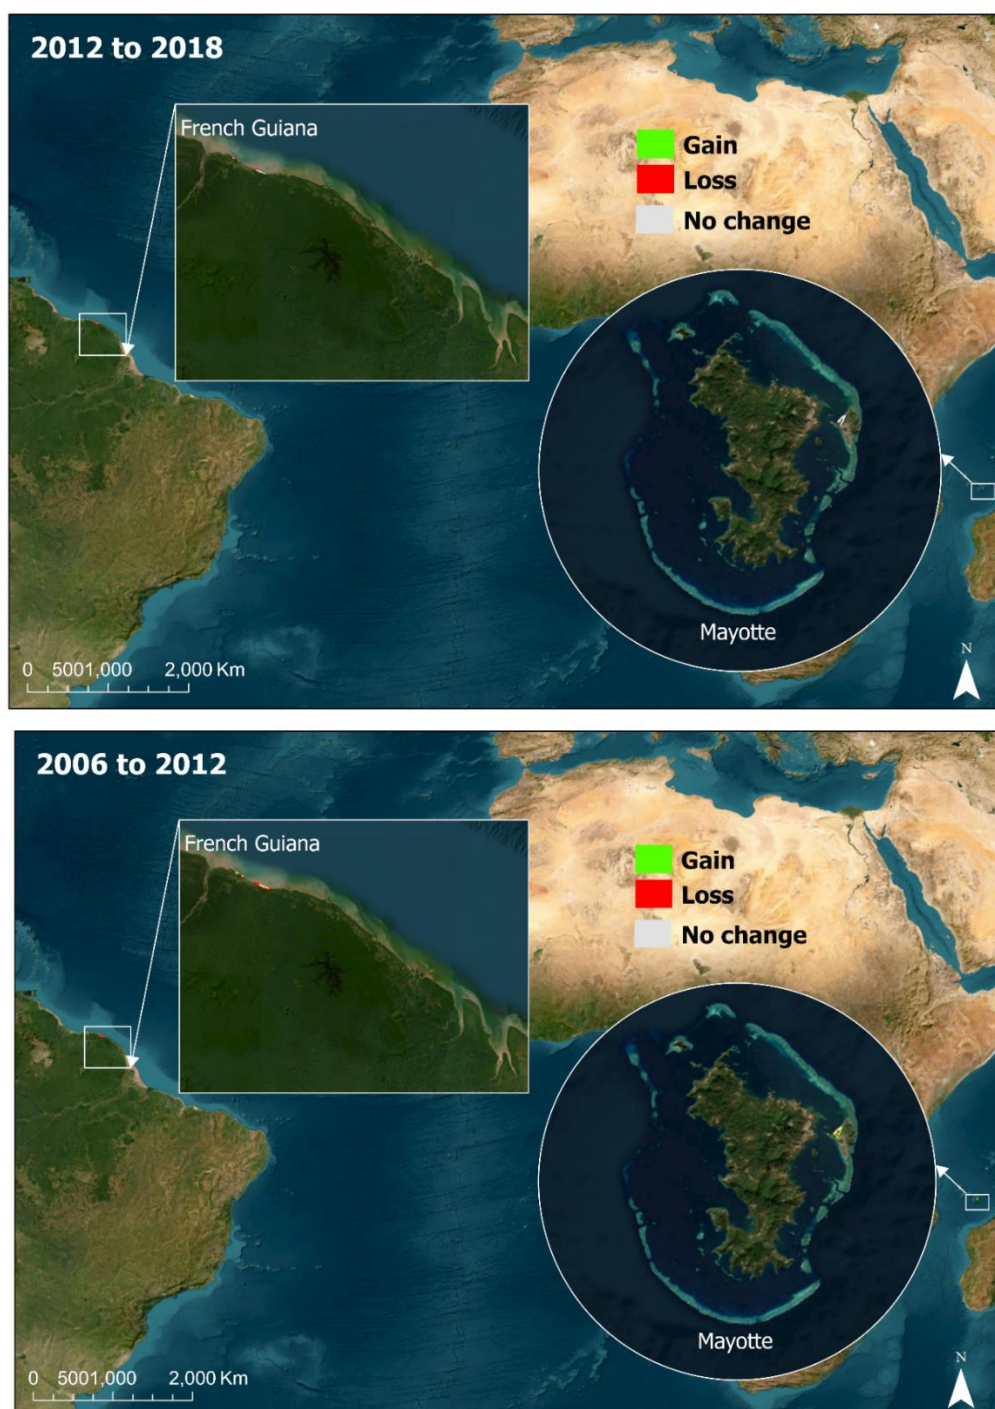 2012 to 2018
French Guiana
Gain
Loss
No change
Mayotte
N
0 5001,000 2,000 Km
2006 to 2012
French Guiana
Gain
Loss
No change
Mayotte
N
0 5001,000 2,000 Km